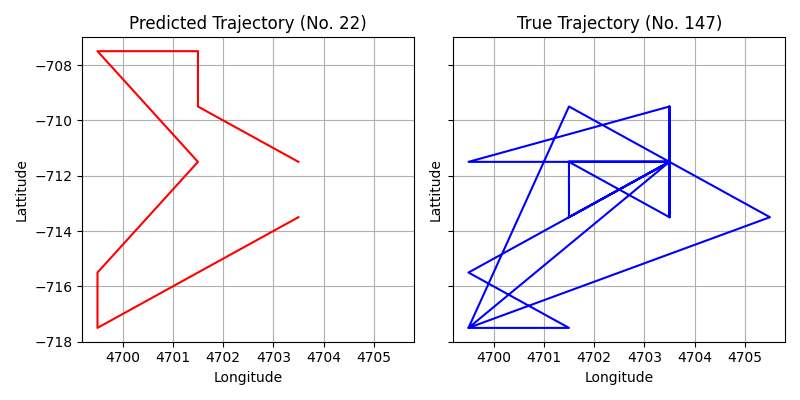 Predicted Trajectory (No. 22)
True Trajectory (No. 147)
Lattitude
−708
−710
−712
−714
−716
−718
4700 4701 4702 4703 4704 4705
Longitude
Lattitude
4700 4701 4702 4703 4704 4705
Longitude